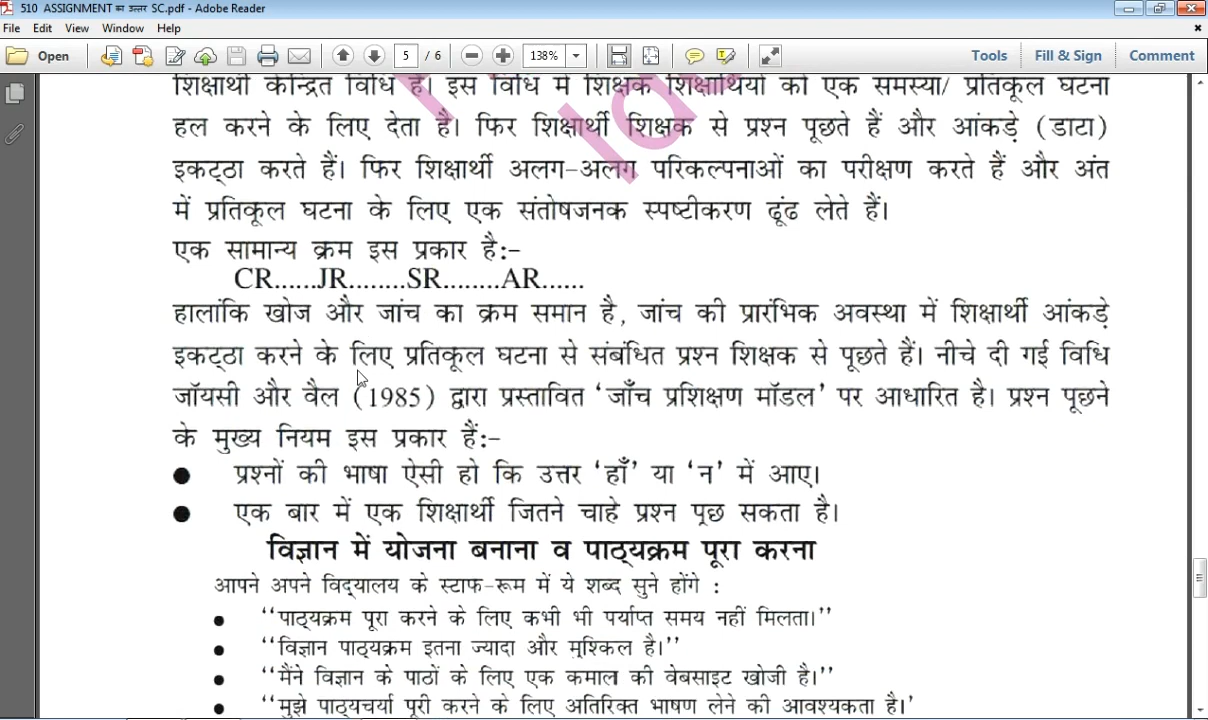 510 ASSIGNMENT का उत्तर SC.pdf - Adobe Reader
File Edit View Window Help
Open 5 / 6 138% Tools Fill & Sign Comment
शिक्षार्थी केन्द्रित विधि है। इस विधि में शिक्षक शिक्षार्थियों को एक समस्या/ प्रतिकूल घटना
हल करने के लिए देता है। फिर शिक्षार्थी शिक्षक से प्रश्न पूछते हैं और आंकड़े (डाटा)
इकट्ठा करते हैं। फिर शिक्षार्थी अलग-अलग परिकल्पनाओं का परीक्षण करते हैं और अंत
में प्रतिकूल घटना के लिए एक संतोषजनक स्पष्टीकरण ढूंढ लेते हैं।
एक सामान्य क्रम इस प्रकार है:-
CR......JR........SR........AR......
हालांकि खोज और जांच का क्रम समान है, जांच की प्रारंभिक अवस्था में शिक्षार्थी आंकड़े
इकट्ठा करने के लिए प्रतिकूल घटना से संबंधित प्रश्न शिक्षक से पूछते हैं। नीचे दी गई विधि
जॉयसी और वैल (1985) द्वारा प्रस्तावित ‘जाँच प्रशिक्षण मॉडल’ पर आधारित है। प्रश्न पूछने
के मुख्य नियम इस प्रकार हैं:-
● प्रश्नों की भाषा ऐसी हो कि उत्तर ‘हाँ’ या ‘न’ में आए।
● एक बार में एक शिक्षार्थी जितने चाहे प्रश्न पूछ सकता है।
विज्ञान में योजना बनाना व पाठ्यक्रम पूरा करना
आपने अपने विद्यालय के स्टाफ-रूम में ये शब्द सुने होंगे :
● ‘‘पाठ्यक्रम पूरा करने के लिए कभी भी पर्याप्त समय नहीं मिलता।’’
● ‘‘विज्ञान पाठ्यक्रम इतना ज्यादा और मुश्किल है।’’
● ‘‘मैंने विज्ञान के पाठों के लिए एक कमाल की वेबसाइट खोजी है।’’
● ‘‘मुझे पाठ्यचर्या पूरी करने के लिए अतिरिक्त भाषण लेने की आवश्यकता है।’